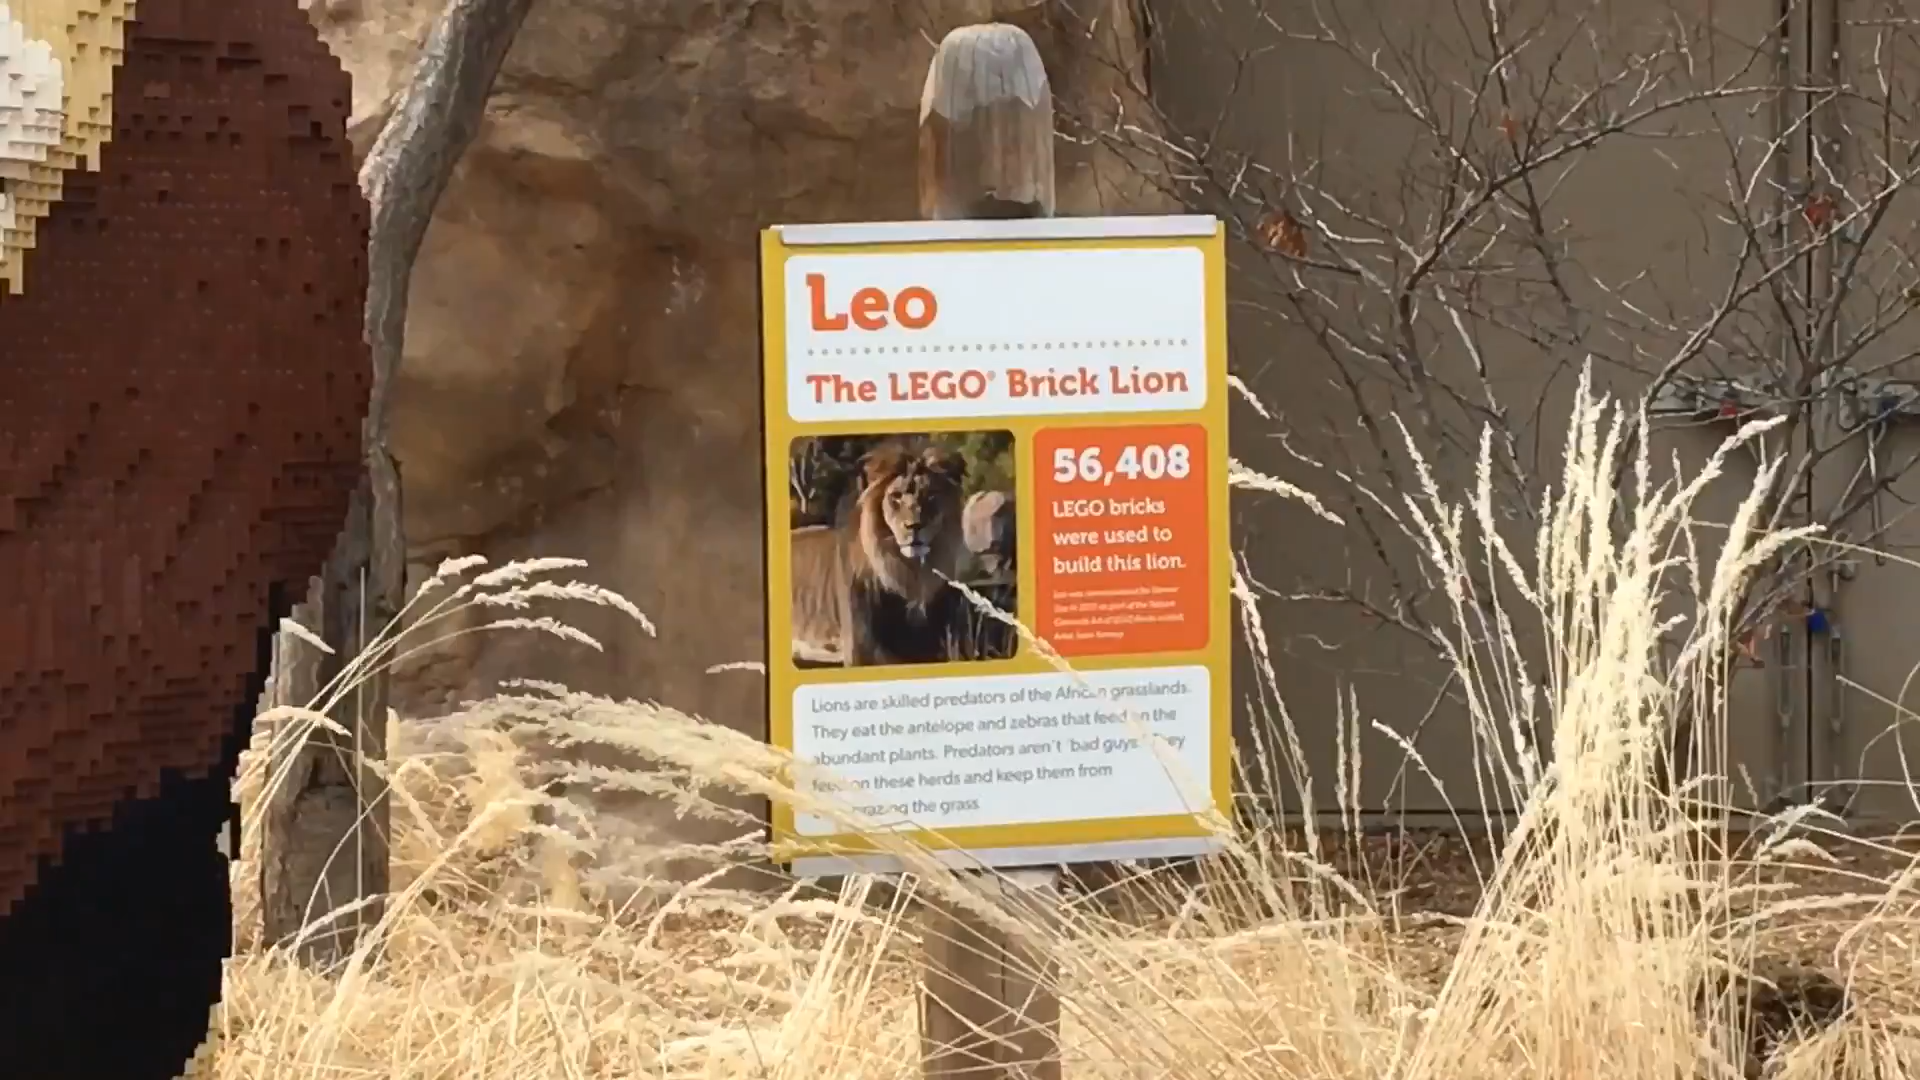 Leo
The LEGO® Brick Lion
56,408
LEGO bricks
were used to
build this lion.
Lions are skilled predators of the African grasslands.
They eat the antelope and zebras that feed on the
abundant plants. Predators aren't "bad guys." They
feed on these herds and keep them from
grazing the grass.